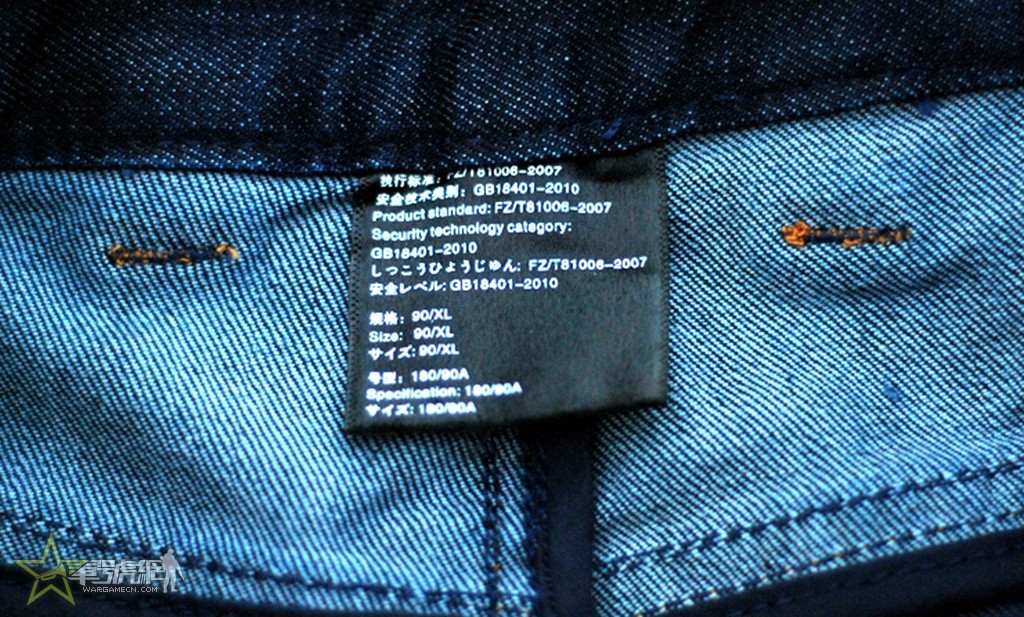 执行标准：FZ/T81006-2007
安全技术类别：GB18401-2010
Product standard: FZ/T81006-2007
Security technology category:
GB18401-2010
しっこうひょうじゅん: FZ/T81006-2007
安全レベル: GB18401-2010
规格：90/XL
Size: 90/XL
サイズ: 90/XL
号型：180/90A
Specification: 180/90A
サイズ: 180/90A
WARGAMECN.COM